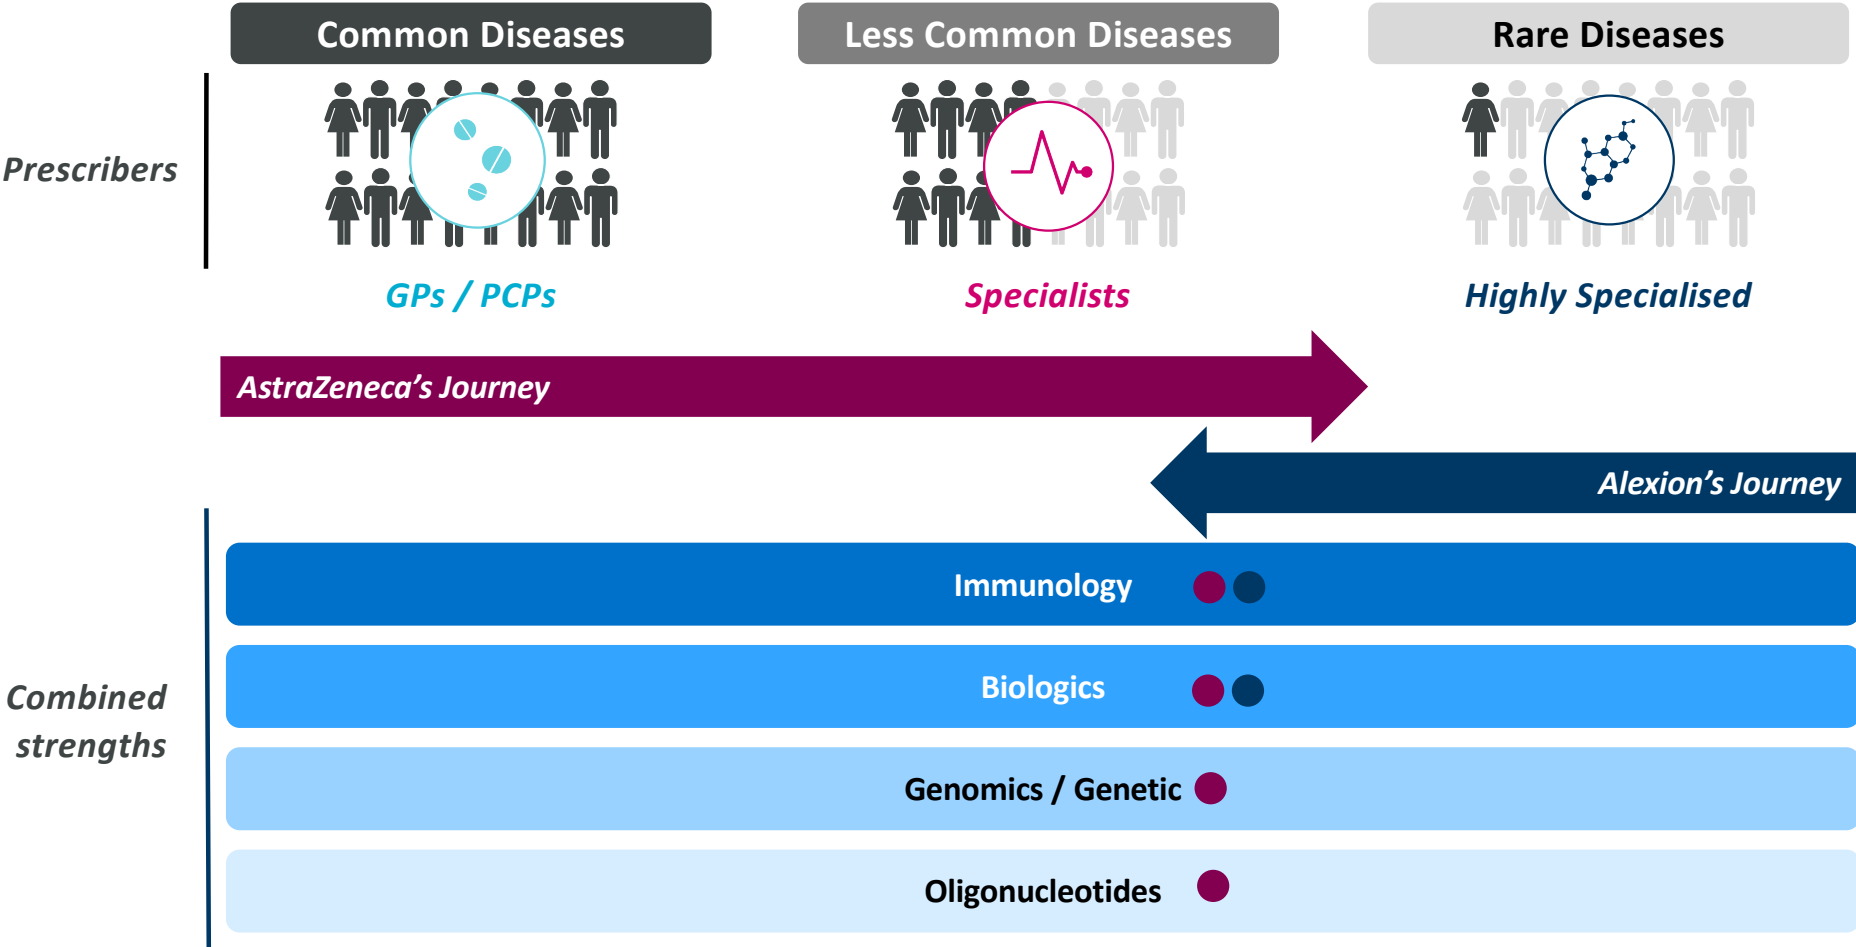 Common Diseases
Less Common Diseases
Rare Diseases
Prescribers
GPs / PCPs
Specialists
Highly Specialised
AstraZeneca’s Journey
Alexion’s Journey
Combined
strengths
Immunology
Biologics
Genomics / Genetic
Oligonucleotides